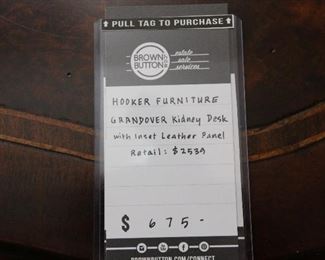 PULL TAG TO PURCHASE
BROWN
BUTTON
estate
sale
services
HOOKER FURNITURE
GRANDOVER Kidney Desk
with Inset Leather Panel
Retail: $2539
$ 675-
BROWNBUTTON.COM/CONNECT